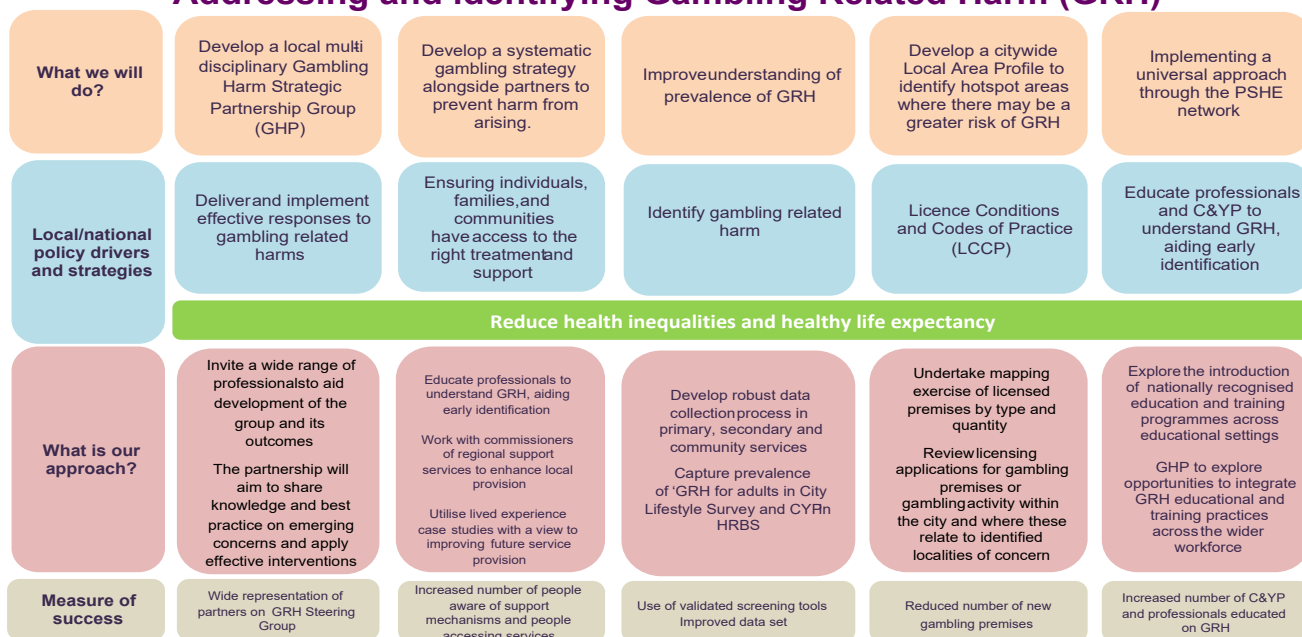 Addressing and Identifying Gambling Related Harm (GRH)
What we will
do?
Develop a local multi
disciplinary Gambling
Harm Strategic
Partnership Group
(GHP)
Develop a systematic
gambling strategy
alongside partners to
prevent harm from
arising.
Improve understanding of
prevalence of GRH
Develop a citywide
Local Area Profile to
identify hotspot areas
where there may be a
greater risk of GRH
Implementing a
universal approach
through the PSHE
network
Local/national
policy drivers
and strategies
Deliver and implement
effective responses to
gambling related
harms
Ensuring individuals,
families, and
communities
have access to the
right treatment and
support
Identify gambling related
harm
Licence Conditions
and Codes of Practice
(LCCP)
Educate professionals
and C&YP to
understand GRH,
aiding early
identification
Reduce health inequalities and healthy life expectancy
What is our
approach?
Invite a wide range of
professionals to aid
development of the
group and its
outcomes
The partnership will
aim to share
knowledge and best
practice on emerging
concerns and apply
effective interventions
Educate professionals to
understand GRH, aiding
early identification
Work with commissioners
of regional support
services to enhance local
provision
Utilise lived experience
case studies with a view to
improving future service
provision
Develop robust data
collection process in
primary, secondary and
community services
Capture prevalence
of ‘GRH for adults in City
Lifestyle Survey and in
HRBS
Undertake mapping
exercise of licensed
premises by type and
quantity
Review licensing
applications for gambling
premises or
gambling activity within
the city and where these
relate to identified
localities of concern
Explore the introduction
of nationally recognised
education and training
programmes across
educational settings
GHP to explore
opportunities to integrate
GRH educational and
training practices
across the wider
workforce
Measure of
success
Wide representation of
partners on GRH Steering
Group
Increased number of people
aware of support
mechanisms and people
accessing services
Use of validated screening tools
Improved data set
Reduced number of new
gambling premises
Increased number of C&YP
and professionals educated
on GRH